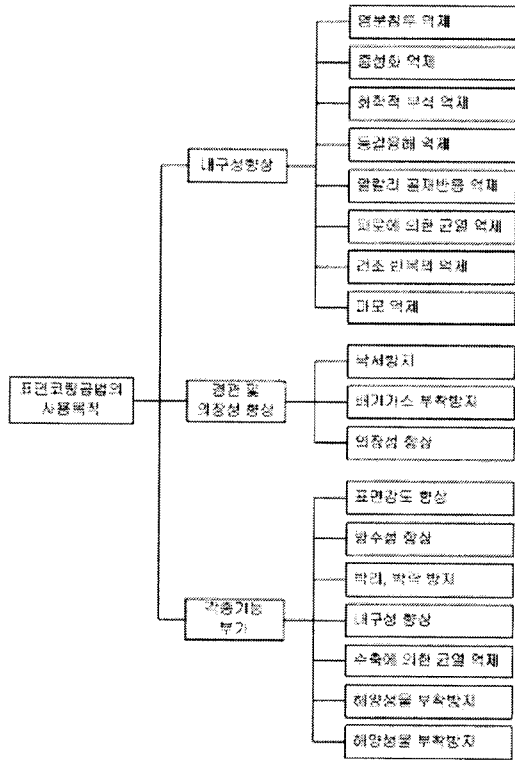 표면코팅공법의
사용목적
내구성향상
염분침투 억제
중성화 억제
화학적 부식 억제
동결융해 억제
알칼리 골재반응 억제
피로에 의한 균열 억제
건조 반복의 억제
마모 억제
경관 및
의장성 향상
낙서방지
배기가스 부착방지
의장성 향상
각종기능
부가
표면강도 향상
방수성 향상
박리, 박락 방지
내구성 향상
수축에 의한 균열 억제
해양생물 부착방지
해양생물 부착방지